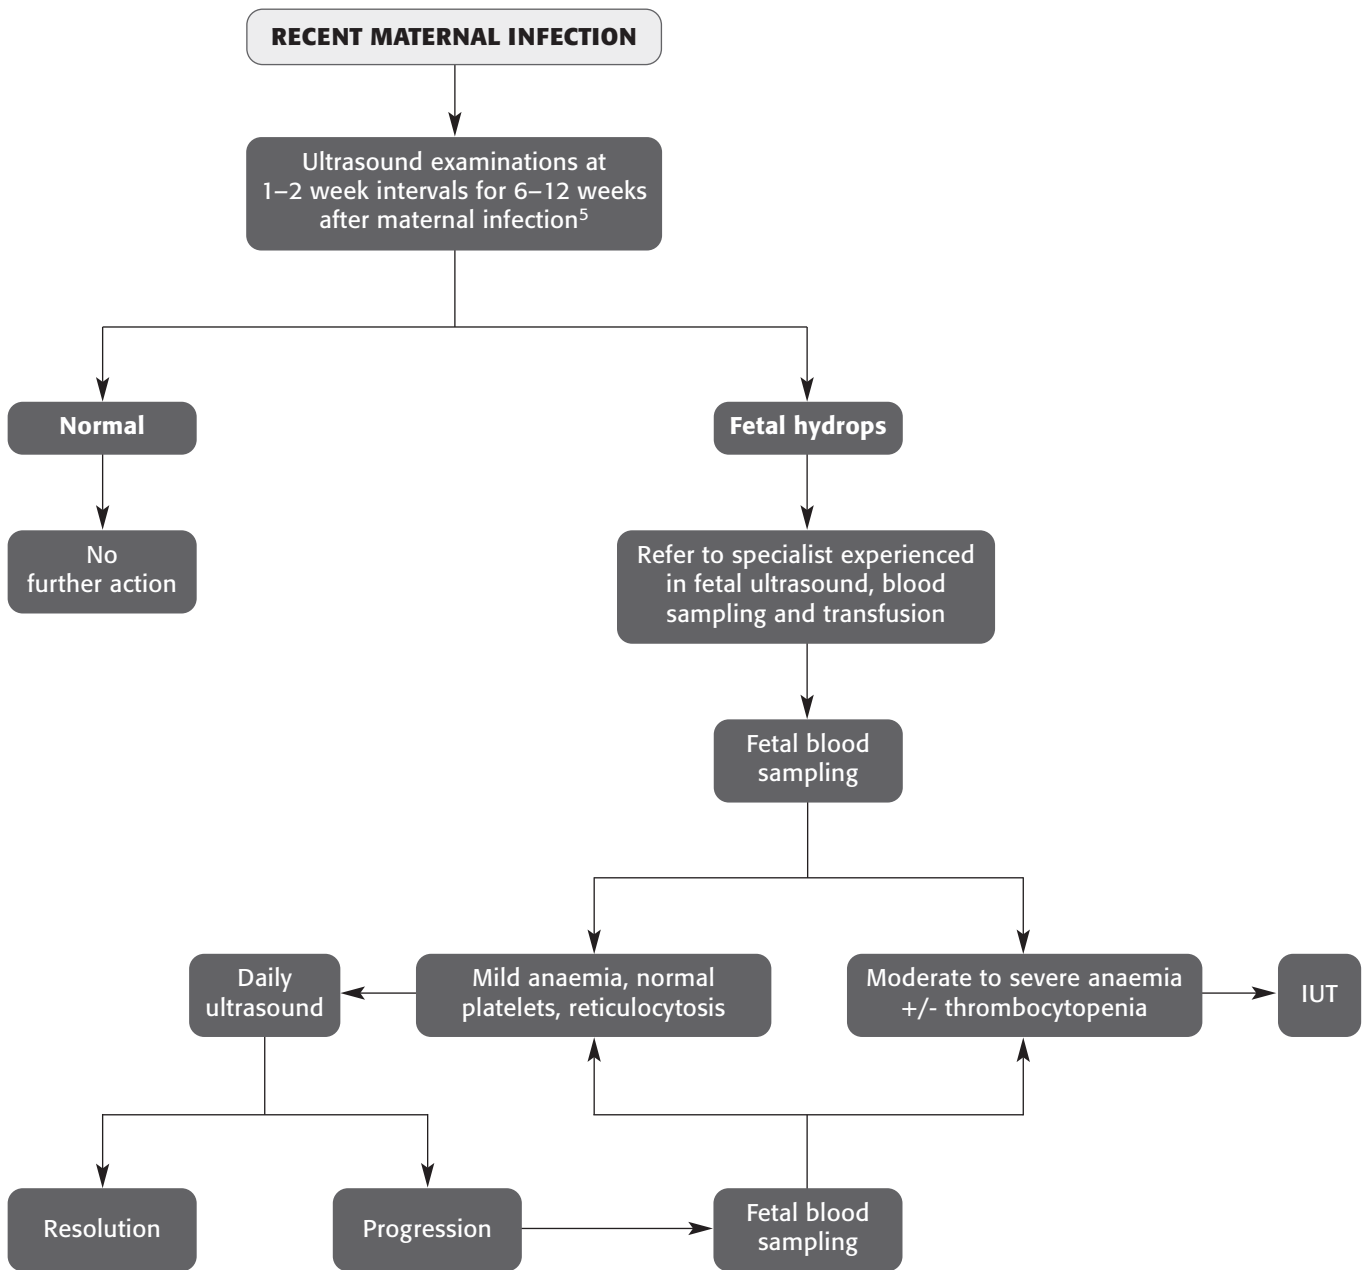 RECENT MATERNAL INFECTION
Ultrasound examinations at
1–2 week intervals for 6–12 weeks
after maternal infection⁵
Normal
Fetal hydrops
No
further action
Refer to specialist experienced
in fetal ultrasound, blood
sampling and transfusion
Fetal blood
sampling
Daily
ultrasound
Mild anaemia, normal
platelets, reticulocytosis
Moderate to severe anaemia
+/- thrombocytopenia
IUT
Resolution
Progression
Fetal blood
sampling